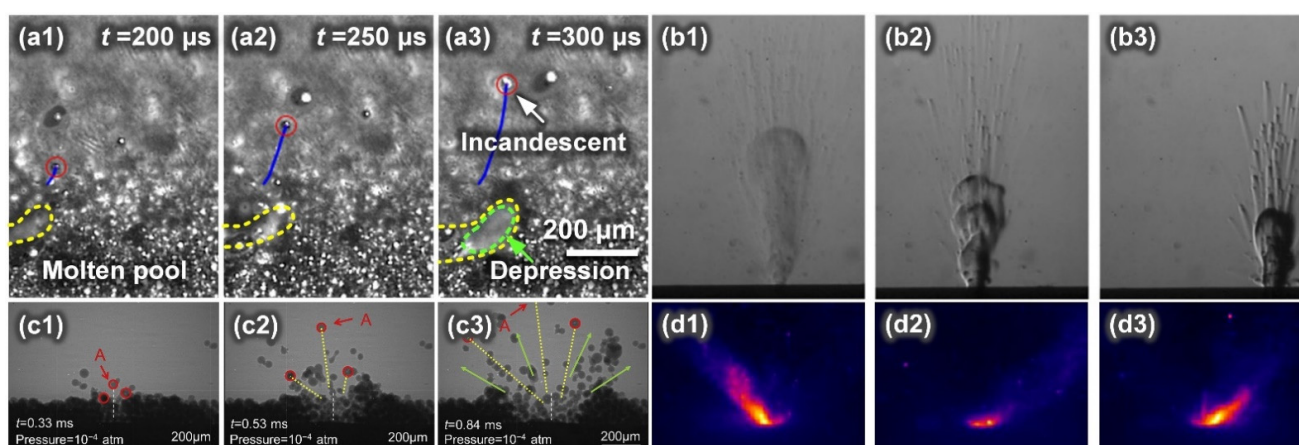 (a1) t =200 μs
(a2) t =250 μs
(a3) t =300 μs
(b1)
(b2)
(b3)
Incandescent
200 μm
Molten pool
Depression
(c1)
A
t=0.33 ms
Pressure=10⁻⁴ atm 200μm
(c2)
A
t=0.53 ms
Pressure=10⁻⁴ atm 200μm
(c3)
A
t=0.84 ms
Pressure=10⁻⁴ atm 200μm
(d1)
(d2)
(d3)